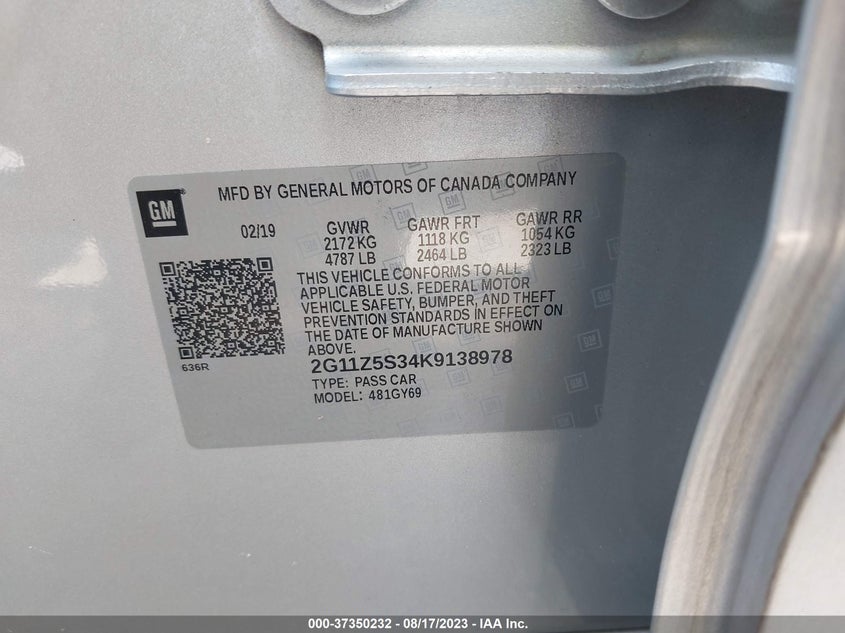 GM
MFD BY GENERAL MOTORS OF CANADA COMPANY
02/19 GVWR GAWR FRT GAWR RR
2172 KG 1118 KG 1054 KG
4787 LB 2464 LB 2323 LB
THIS VEHICLE CONFORMS TO ALL
APPLICABLE U.S. FEDERAL MOTOR
VEHICLE SAFETY, BUMPER, AND THEFT
PREVENTION STANDARDS IN EFFECT ON
THE DATE OF MANUFACTURE SHOWN
ABOVE.
636R
2G11Z5S34K9138978
TYPE: PASS CAR
MODEL: 481GY69
000-37350232 - 08/17/2023 - IAA Inc.